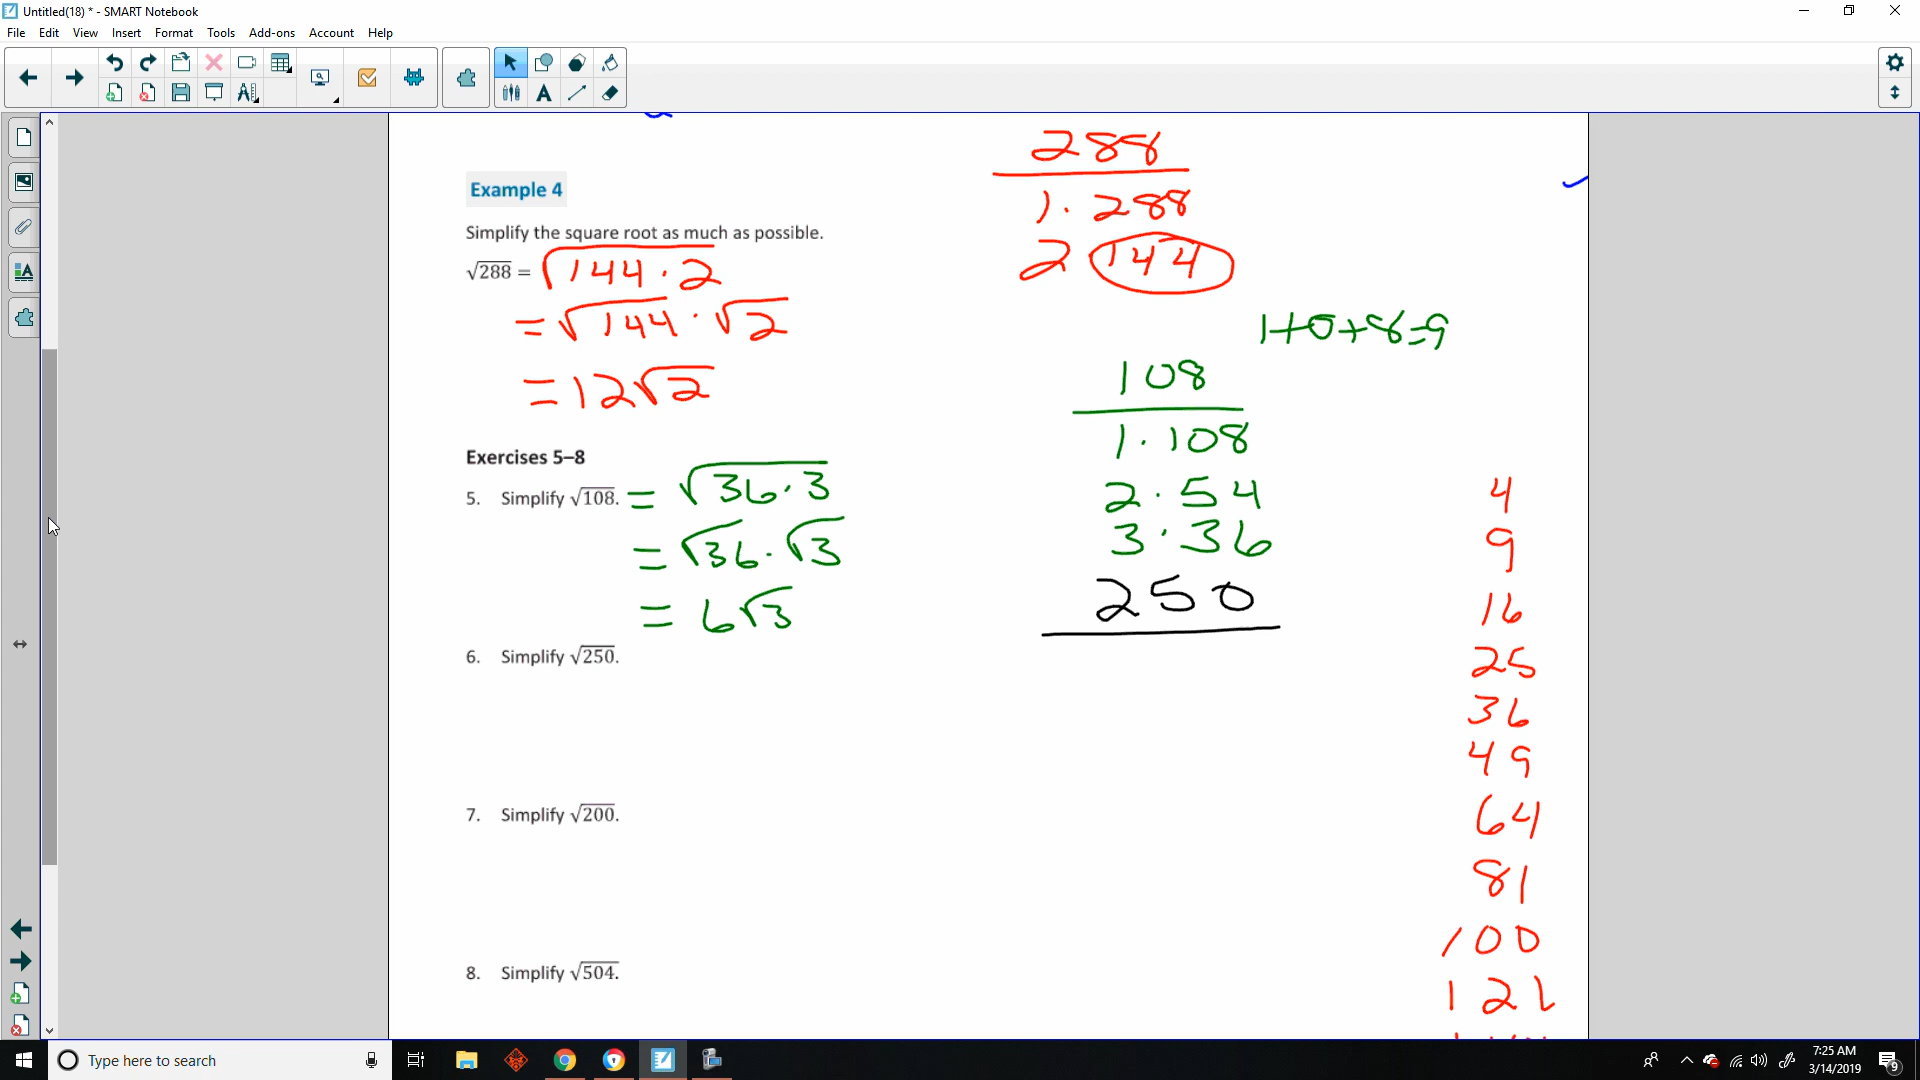 Untitled(18) * - SMART Notebook
File Edit View Insert Format Tools Add-ons Account Help
288
1 · 288
2 144
Example 4
Simplify the square root as much as possible.
√288 = √144 · 2
= √144 · √2
= 12√2
1+0+8=9
108
1 · 108
2 · 54
3 · 36
Exercises 5–8
5. Simplify √108. = √36 · 3
= √36 · √3
= 6√3
250
6. Simplify √250.
7. Simplify √200.
8. Simplify √504.
4
9
16
25
36
49
64
81
100
121
Type here to search
7:25 AM
3/14/2019
9